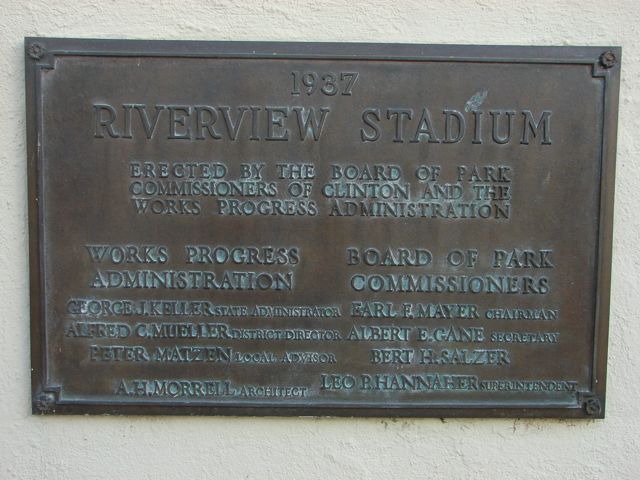 1937
RIVERVIEW STADIUM
ERECTED BY THE BOARD OF PARK
COMMISSIONERS OF CLINTON AND THE
WORKS PROGRESS ADMINISTRATION
WORKS PROGRESS
ADMINISTRATION
GEORGE J. KELLER STATE ADMINISTRATOR
ALFRED C. MUELLER DISTRICT DIRECTOR
PETER MATZEN LOCAL ADVISOR
A.H. MORRELL ARCHITECT
BOARD OF PARK
COMMISSIONERS
EARL F. MAYER CHAIRMAN
ALBERT E. GANE SECRETARY
BERT H. SALZER
LEO P. HANNAHER SUPERINTENDENT